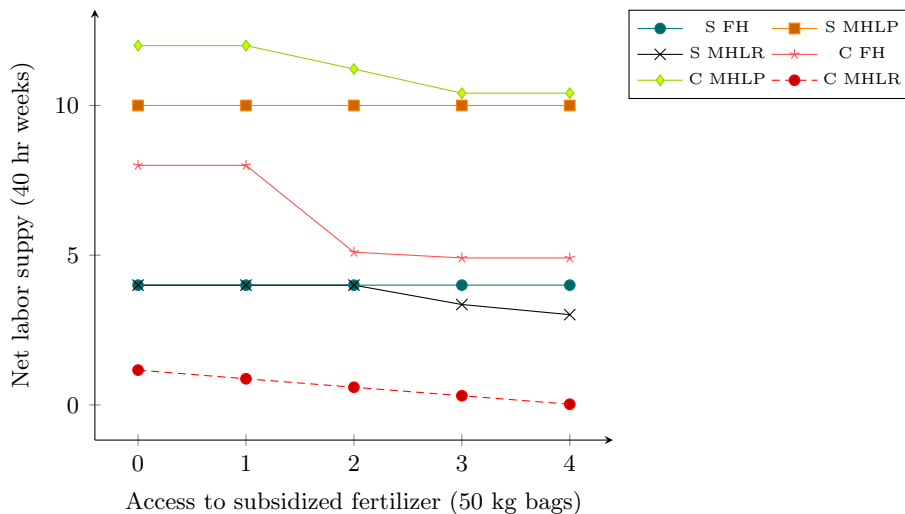 S FH S MHLP
S MHLR C FH
C MHLP C MHLR
10
5
0
Net labor suppy (40 hr weeks)
0 1 2 3 4
Access to subsidized fertilizer (50 kg bags)